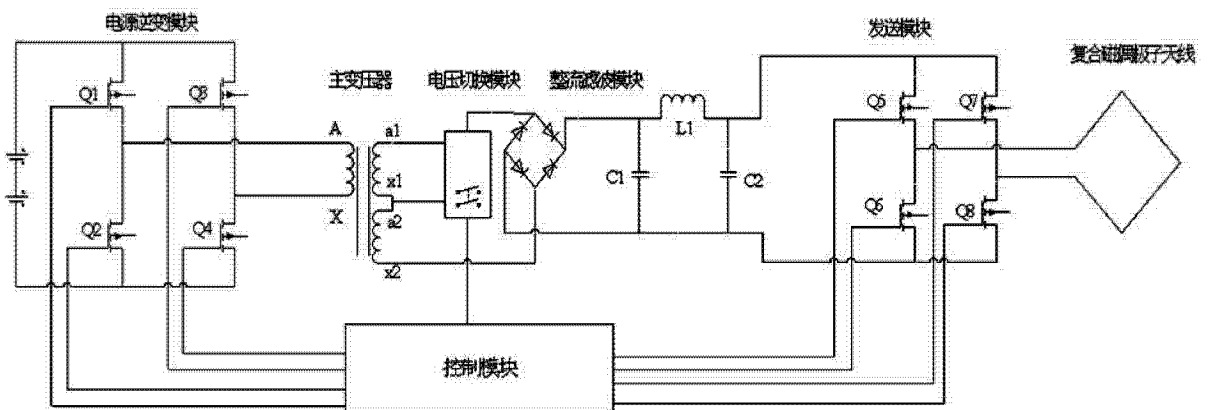 电源逆变模块
发送模块
复合磁偶极子天线
主变压器
电压切换模块
整流滤波模块
Q1
Q3
Q5
Q7
A
a1
L1
x1
C1
C2
X
a2
Q2
Q4
Q6
Q8
x2
控制模块